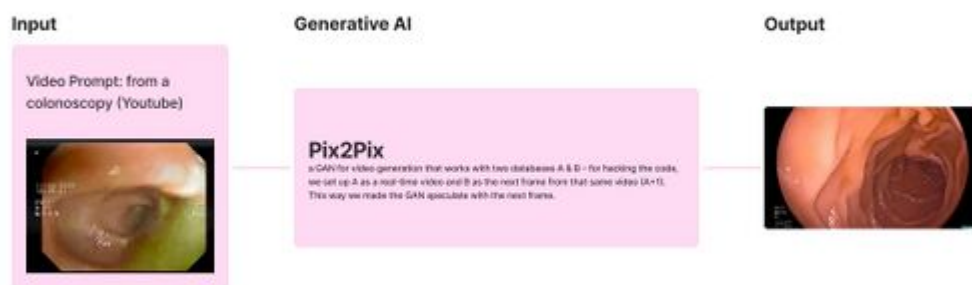 Input
Generative AI
Output
Video Prompt: from a
colonoscopy (Youtube)
Pix2Pix
a GAN for video generation that works with two databases A & B - for hacking the code,
we set up A as a real-time video and B as the next frame from that same video (A+1).
This way we made the GAN speculate with the next frame.